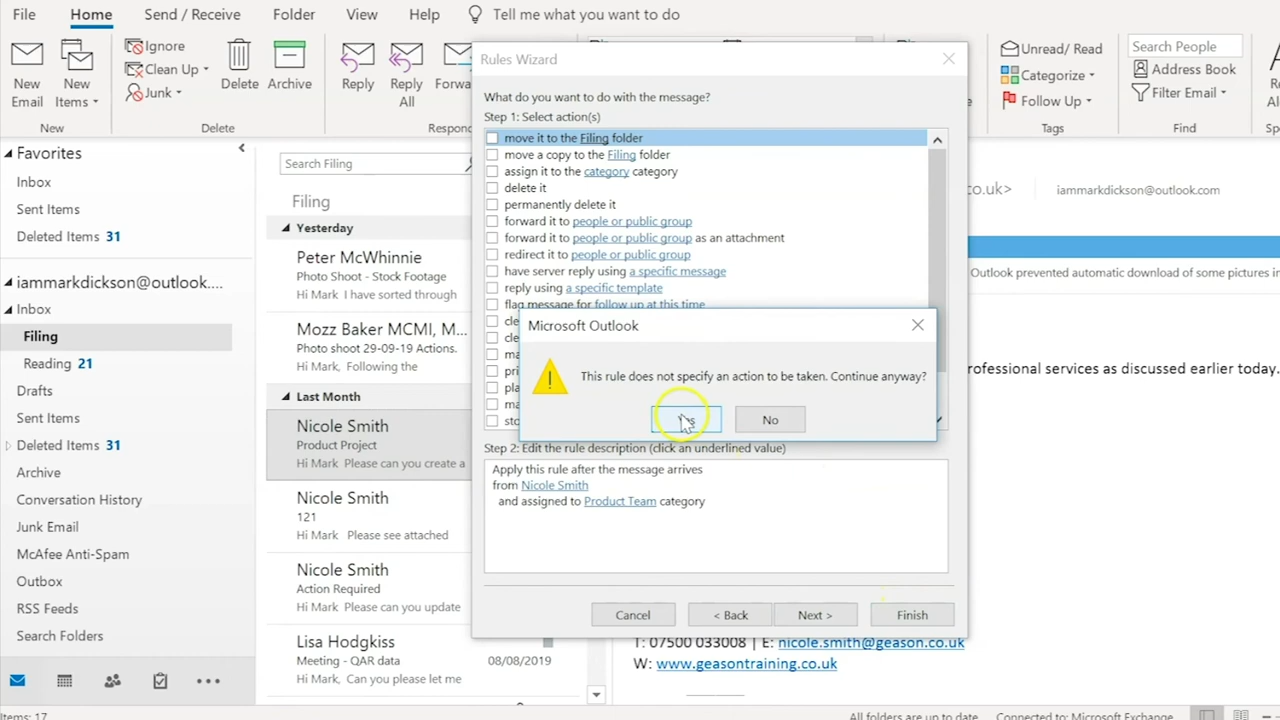 File Home Send / Receive Folder View Help Tell me what you want to do
New Email
New Items
New
Ignore
Clean Up
Junk
Delete
Archive
Delete
Reply
Reply All
Forwa
Respon
Unread/ Read
Categorize
Follow Up
Tags
Search People
Address Book
Filter Email
Find
Favorites
Inbox
Sent Items
Deleted Items 31
iammarkdickson@outlook....
Inbox
Filing
Reading 21
Drafts
Sent Items
Deleted Items 31
Archive
Conversation History
Junk Email
McAfee Anti-Spam
Outbox
RSS Feeds
Search Folders
Items: 17
Search Filing
Filing
Yesterday
Peter McWhinnie
Photo Shoot - Stock Footage
Hi Mark I have sorted through
Mozz Baker MCMI, M...
Photo shoot 29-09-19 Actions.
Hi Mark, Following the
Last Month
Nicole Smith
Product Project
Hi Mark Please can you create a
Nicole Smith
121
Hi Mark Please see attached
Nicole Smith
Action Required
Hi Mark Please can you update
Lisa Hodgkiss
Meeting - QAR data 08/08/2019
Hi Mark, Can you please let me
Rules Wizard
What do you want to do with the message?
Step 1: Select action(s)
move it to the Filing folder
move a copy to the Filing folder
assign it to the category category
delete it
permanently delete it
forward it to people or public group
forward it to people or public group as an attachment
redirect it to people or public group
have server reply using a specific message
reply using a specific template
flag message for follow up at this time
cle
cle
ma
pri
pla
ma
sto
Microsoft Outlook
This rule does not specify an action to be taken. Continue anyway?
No
Step 2: Edit the rule description (click an underlined value)
Apply this rule after the message arrives
from Nicole Smith
and assigned to Product Team category
Cancel < Back Next > Finish
co.uk> iammarkdickson@outlook.com
Outlook prevented automatic download of some pictures in
rofessional services as discussed earlier today.
T: 07500 033008 | E: nicole.smith@geason.co.uk
W: www.geasontraining.co.uk
All folders are up to date. Connected to: Microsoft Exchange